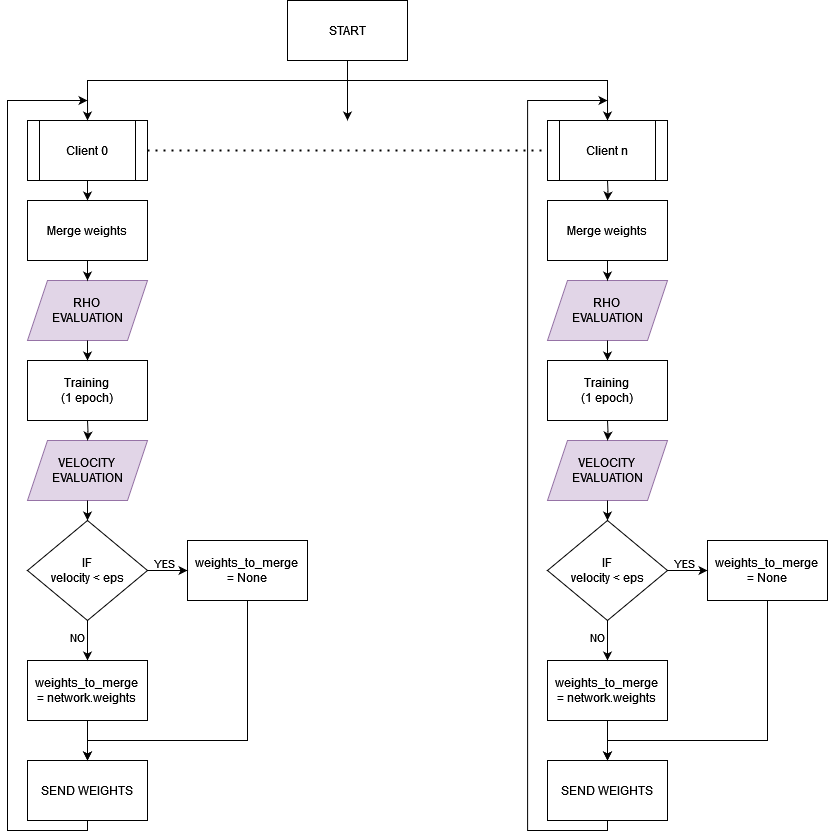 START
Client 0
Merge weights
RHO
EVALUATION
Training
(1 epoch)
VELOCITY
EVALUATION
IF
velocity < eps
YES
weights_to_merge
= None
NO
weights_to_merge
= network.weights
SEND WEIGHTS
Client n
Merge weights
RHO
EVALUATION
Training
(1 epoch)
VELOCITY
EVALUATION
IF
velocity < eps
YES
weights_to_merge
= None
NO
weights_to_merge
= network.weights
SEND WEIGHTS